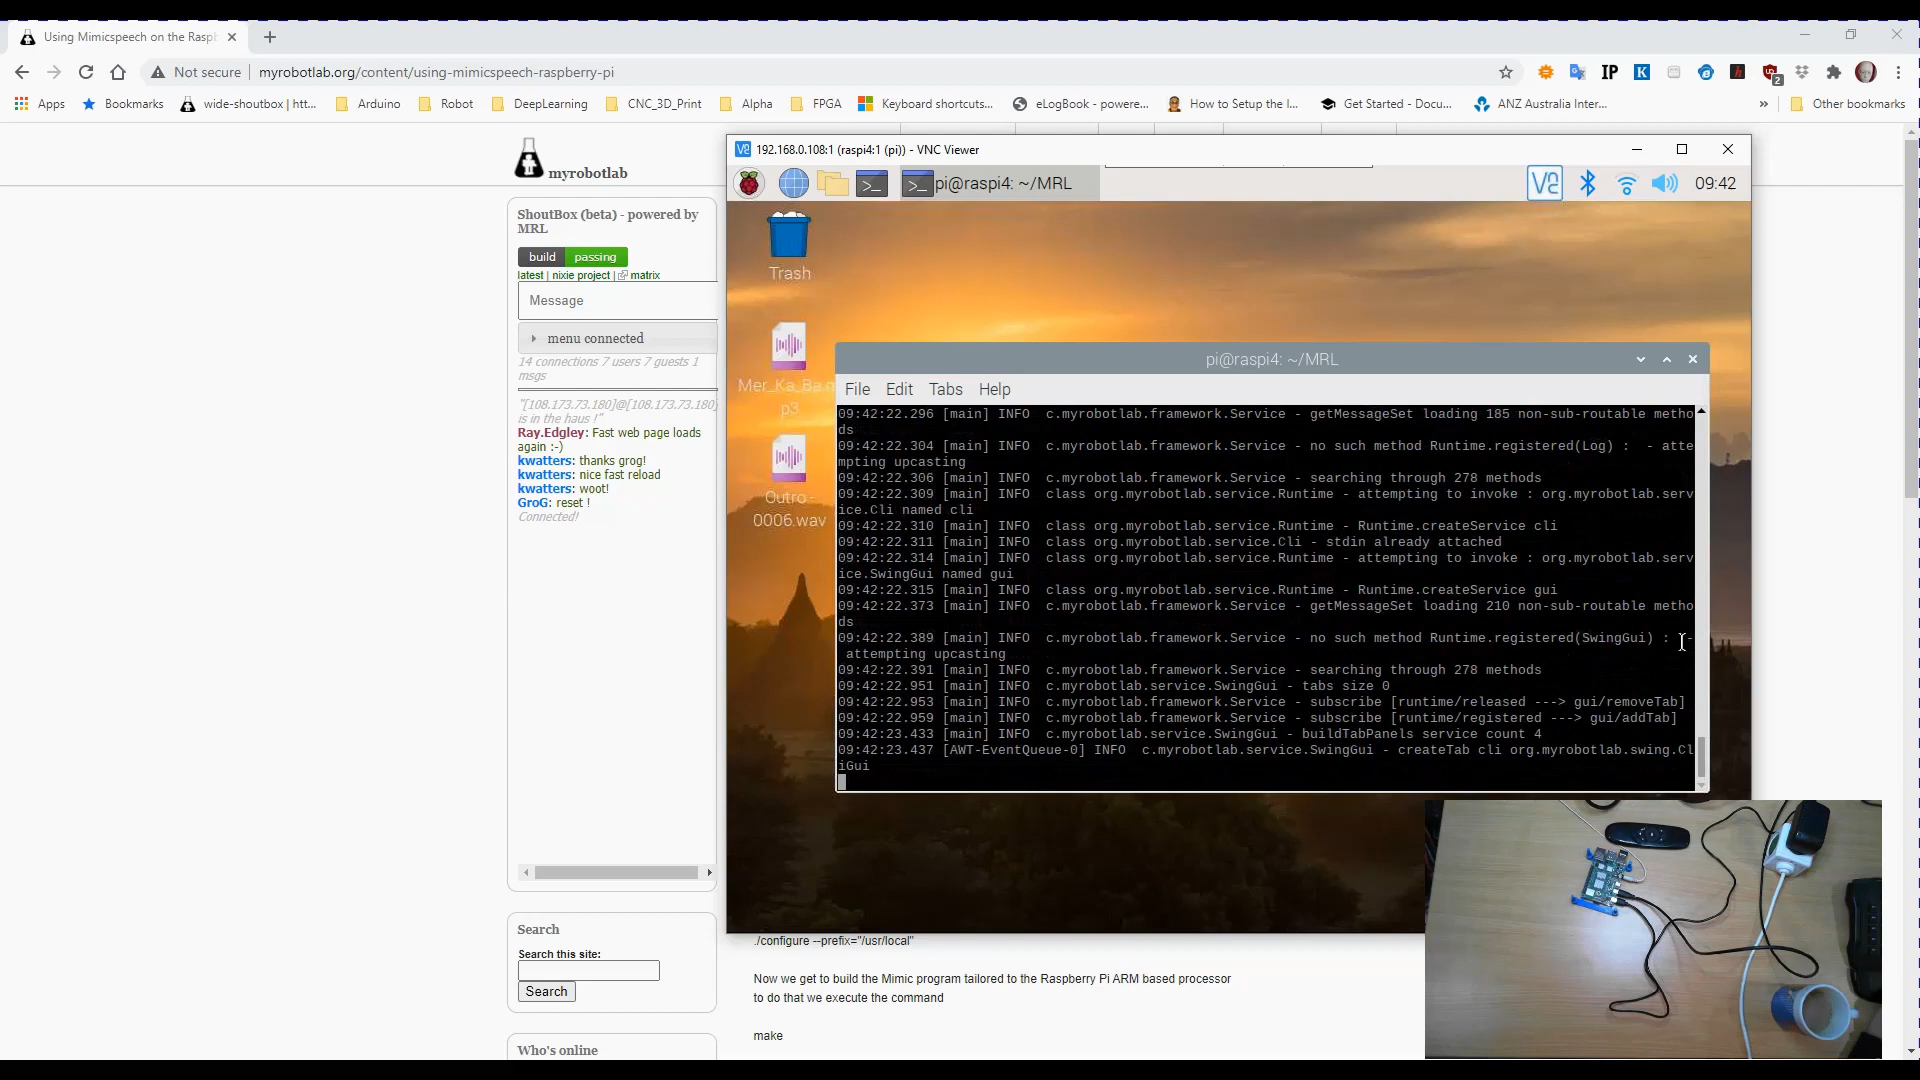 Using Mimicspeech on the Raspb
Not secure
myrobotlab.org/content/using-mimicspeech-raspberry-pi
IP
K
2
Apps
Bookmarks
wide-shoutbox | htt...
Arduino
Robot
DeepLearning
CNC_3D_Print
Alpha
FPGA
Keyboard shortcuts...
eLogBook - powere...
How to Setup the I...
Get Started - Docu...
ANZ Australia Inter...
»
Other bookmarks
myrobotlab
ShoutBox (beta) - powered by
MRL
build passing
latest | nixie project | matrix
Message
menu connected
14 connections 7 users 7 guests 1
msgs
"[108.173.73.180]@[108.173.73.180]
is in the haus !"
Ray.Edgley: Fast web page loads
again :-)
kwatters: thanks grog!
kwatters: nice fast reload
kwatters: woot!
GroG: reset !
Connected!
Search
Search this site:
Search
Who's online
192.168.0.108:1 (raspi4:1 (pi)) - VNC Viewer
pi@raspi4: ~/MRL
09:42
Trash
Mer_Ka_Ba.m
p3
Outro -
0006.wav
pi@raspi4: ~/MRL
File Edit Tabs Help
09:42:22.296 [main] INFO  c.myrobotlab.framework.Service - getMessageSet loading 185 non-sub-routable metho
ds
09:42:22.304 [main] INFO  c.myrobotlab.framework.Service - no such method Runtime.registered(Log) :  - atte
mpting upcasting
09:42:22.306 [main] INFO  c.myrobotlab.framework.Service - searching through 278 methods
09:42:22.309 [main] INFO  class org.myrobotlab.service.Runtime - attempting to invoke : org.myrobotlab.serv
ice.Cli named cli
09:42:22.310 [main] INFO  class org.myrobotlab.service.Runtime - Runtime.createService cli
09:42:22.311 [main] INFO  class org.myrobotlab.service.Cli - stdin already attached
09:42:22.314 [main] INFO  class org.myrobotlab.service.Runtime - attempting to invoke : org.myrobotlab.serv
ice.SwingGui named gui
09:42:22.315 [main] INFO  class org.myrobotlab.service.Runtime - Runtime.createService gui
09:42:22.373 [main] INFO  c.myrobotlab.framework.Service - getMessageSet loading 210 non-sub-routable metho
ds
09:42:22.389 [main] INFO  c.myrobotlab.framework.Service - no such method Runtime.registered(SwingGui) :  -
 attempting upcasting
09:42:22.391 [main] INFO  c.myrobotlab.framework.Service - searching through 278 methods
09:42:22.951 [main] INFO  c.myrobotlab.service.SwingGui - tabs size 0
09:42:22.953 [main] INFO  c.myrobotlab.framework.Service - subscribe [runtime/released ---> gui/removeTab]
09:42:22.959 [main] INFO  c.myrobotlab.framework.Service - subscribe [runtime/registered ---> gui/addTab]
09:42:23.433 [main] INFO  c.myrobotlab.service.SwingGui - buildTabPanels service count 4
09:42:23.437 [AWT-EventQueue-0] INFO  c.myrobotlab.service.SwingGui - createTab cli org.myrobotlab.swing.Cl
iGui
./configure --prefix="/usr/local"
Now we get to build the Mimic program tailored to the Raspberry Pi ARM based processor
to do that we execute the command
make